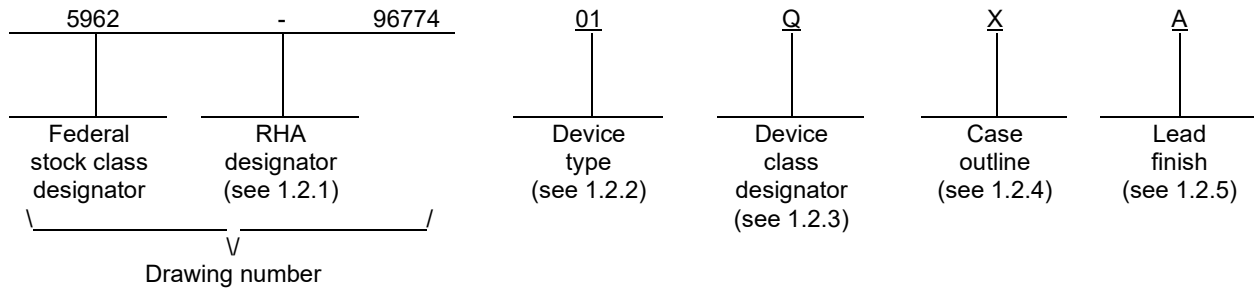 5962 - 96774 01 Q X A
Federal stock class designator
RHA designator (see 1.2.1)
Device type (see 1.2.2)
Device class designator (see 1.2.3)
Case outline (see 1.2.4)
Lead finish (see 1.2.5)
\ / \/
Drawing number